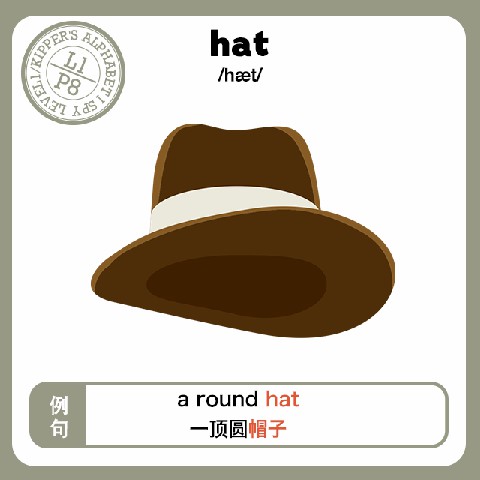 hat
/hæt/
LEVEL1/KIPPER'S ALPHABET I SPY
L1
P8
例句
a round hat
一顶圆帽子